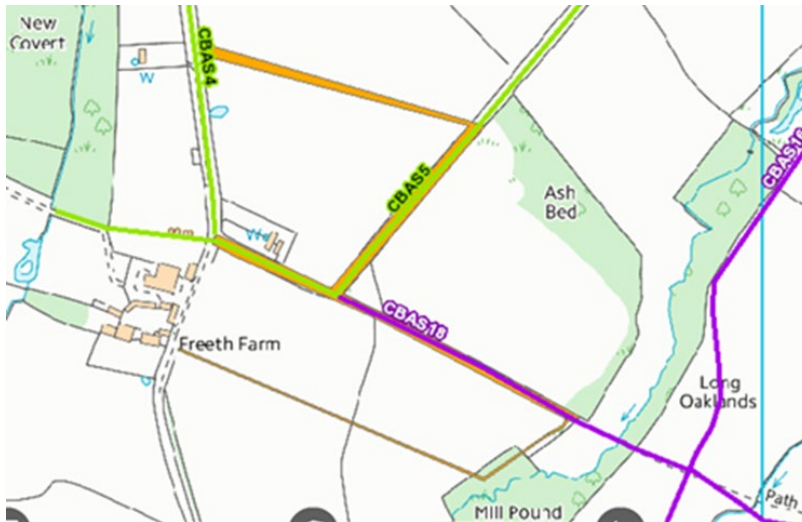 New
Covert
CBAS4
W
CBAS5
Ash
Bed
CBAS18
CBAS18
Freeth Farm
Long
Oaklands
Path
Mill Pound